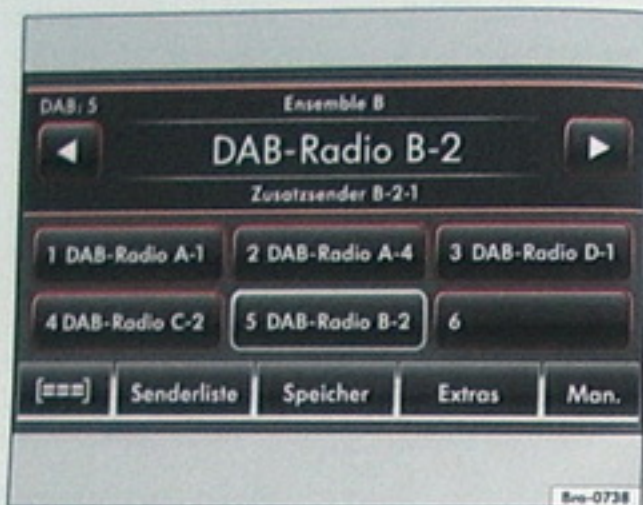 DAB: 5
Ensemble B
DAB-Radio B-2
Zusatzsender B-2-1
1 DAB-Radio A-1 2 DAB-Radio A-4 3 DAB-Radio D-1
4 DAB-Radio C-2 5 DAB-Radio B-2 6
[===] Senderliste Speicher Extras Man.
Bro-0738